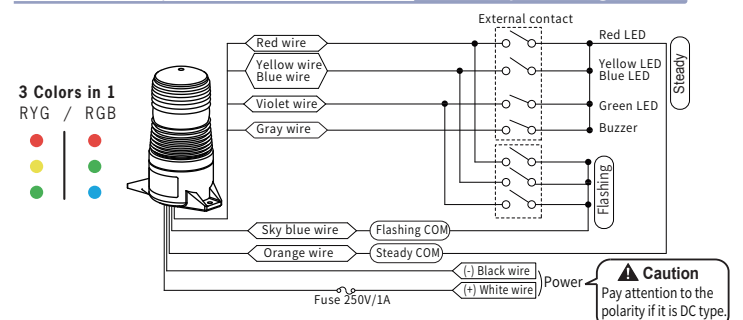 External contact
Red wire
Red LED
Yellow wire
Blue wire
Yellow LED
Blue LED
Steady
3 Colors in 1
RYG / RGB
Violet wire
Green LED
Gray wire
Buzzer
Flashing
Sky blue wire
Flashing COM
Orange wire
Steady COM
(-) Black wire
(+) White wire
Power
Fuse 250V/1A
Caution
Pay attention to the
polarity if it is DC type.